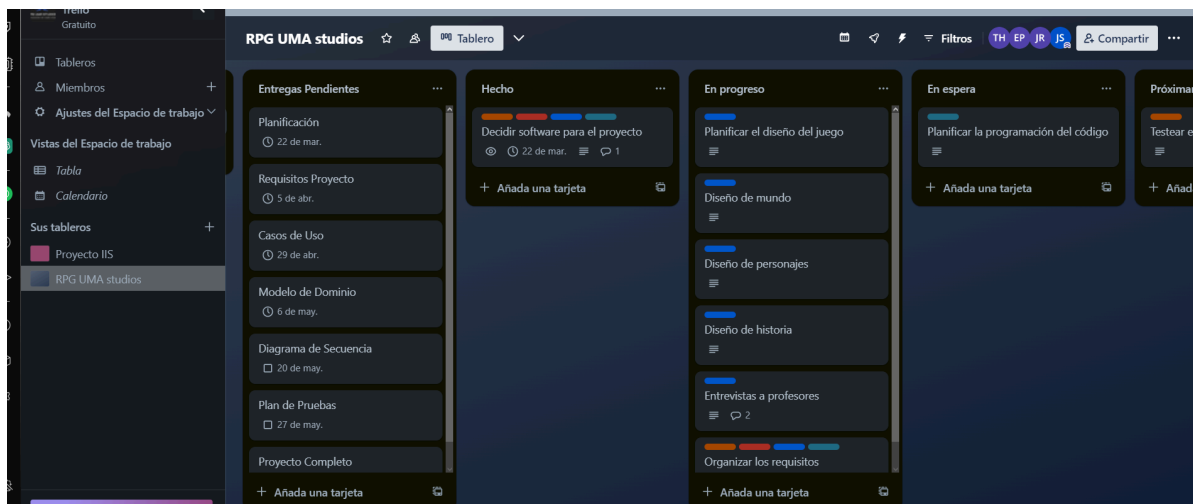 Trello
Gratuito
Tableros
Miembros
Ajustes del Espacio de trabajo
Vistas del Espacio de trabajo
Tabla
Calendario
Sus tableros
Proyecto IIS
RPG UMA studios
RPG UMA studios
Tablero
Filtros
TH EP JR JS
Compartir
Entregas Pendientes
Planificación
22 de mar.
Requisitos Proyecto
5 de abr.
Casos de Uso
29 de abr.
Modelo de Dominio
6 de may.
Diagrama de Secuencia
20 de may.
Plan de Pruebas
27 de may.
Proyecto Completo
Añada una tarjeta
Hecho
Decidir software para el proyecto
22 de mar. 1
Añada una tarjeta
En progreso
Planificar el diseño del juego
Diseño de mundo
Diseño de personajes
Diseño de historia
Entrevistas a profesores
2
Organizar los requisitos
Añada una tarjeta
En espera
Planificar la programación del código
Añada una tarjeta
Próximam
Testear e
Añad